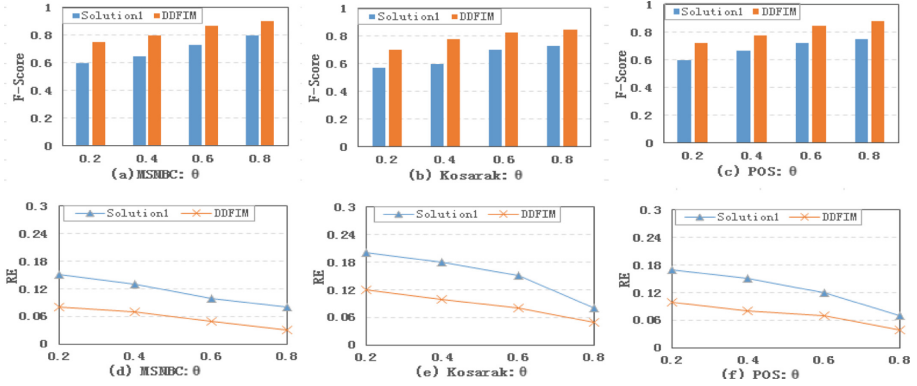 Solution1 DDFIM
F-Score
1
0.8
0.6
0.4
0.2
0
0.2 0.4 0.6 0.8
(a) MSNBC: θ
Solution1 DDFIM
F-Score
1
0.8
0.6
0.4
0.2
0
0.2 0.4 0.6 0.8
(b) Kosarak: θ
Solution1 DDFIM
F-Score
1
0.8
0.6
0.4
0.2
0
0.2 0.4 0.6 0.8
(c) POS: θ
Solution1 DDFIM
RE
0.3
0.24
0.18
0.12
0.06
0
0.2 0.4 0.6 0.8
(d) MSNBC: θ
Solution1 DDFIM
RE
0.3
0.24
0.18
0.12
0.06
0
0.2 0.4 0.6 0.8
(e) Kosarak: θ
Solution1 DDFIM
RE
0.3
0.24
0.18
0.12
0.06
0
0.2 0.4 0.6 0.8
(f) POS: θ